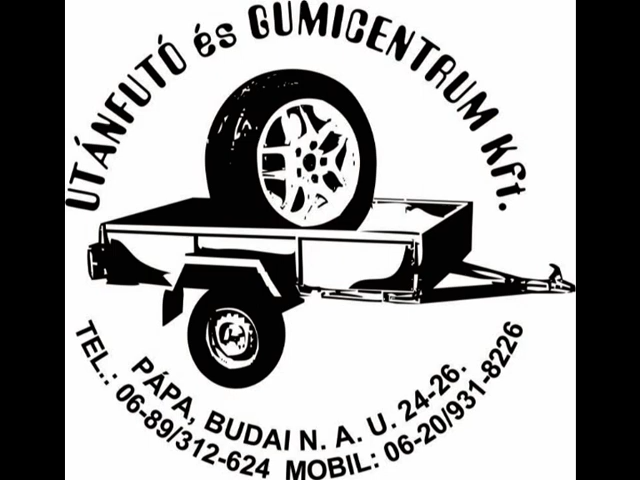 UTÁNFUTÓ és GUMICENTRUM Kft.
PÁPA, BUDAI N. A. U. 24-26.
TEL.: 06-89/312-624 MOBIL: 06-20/931-8226